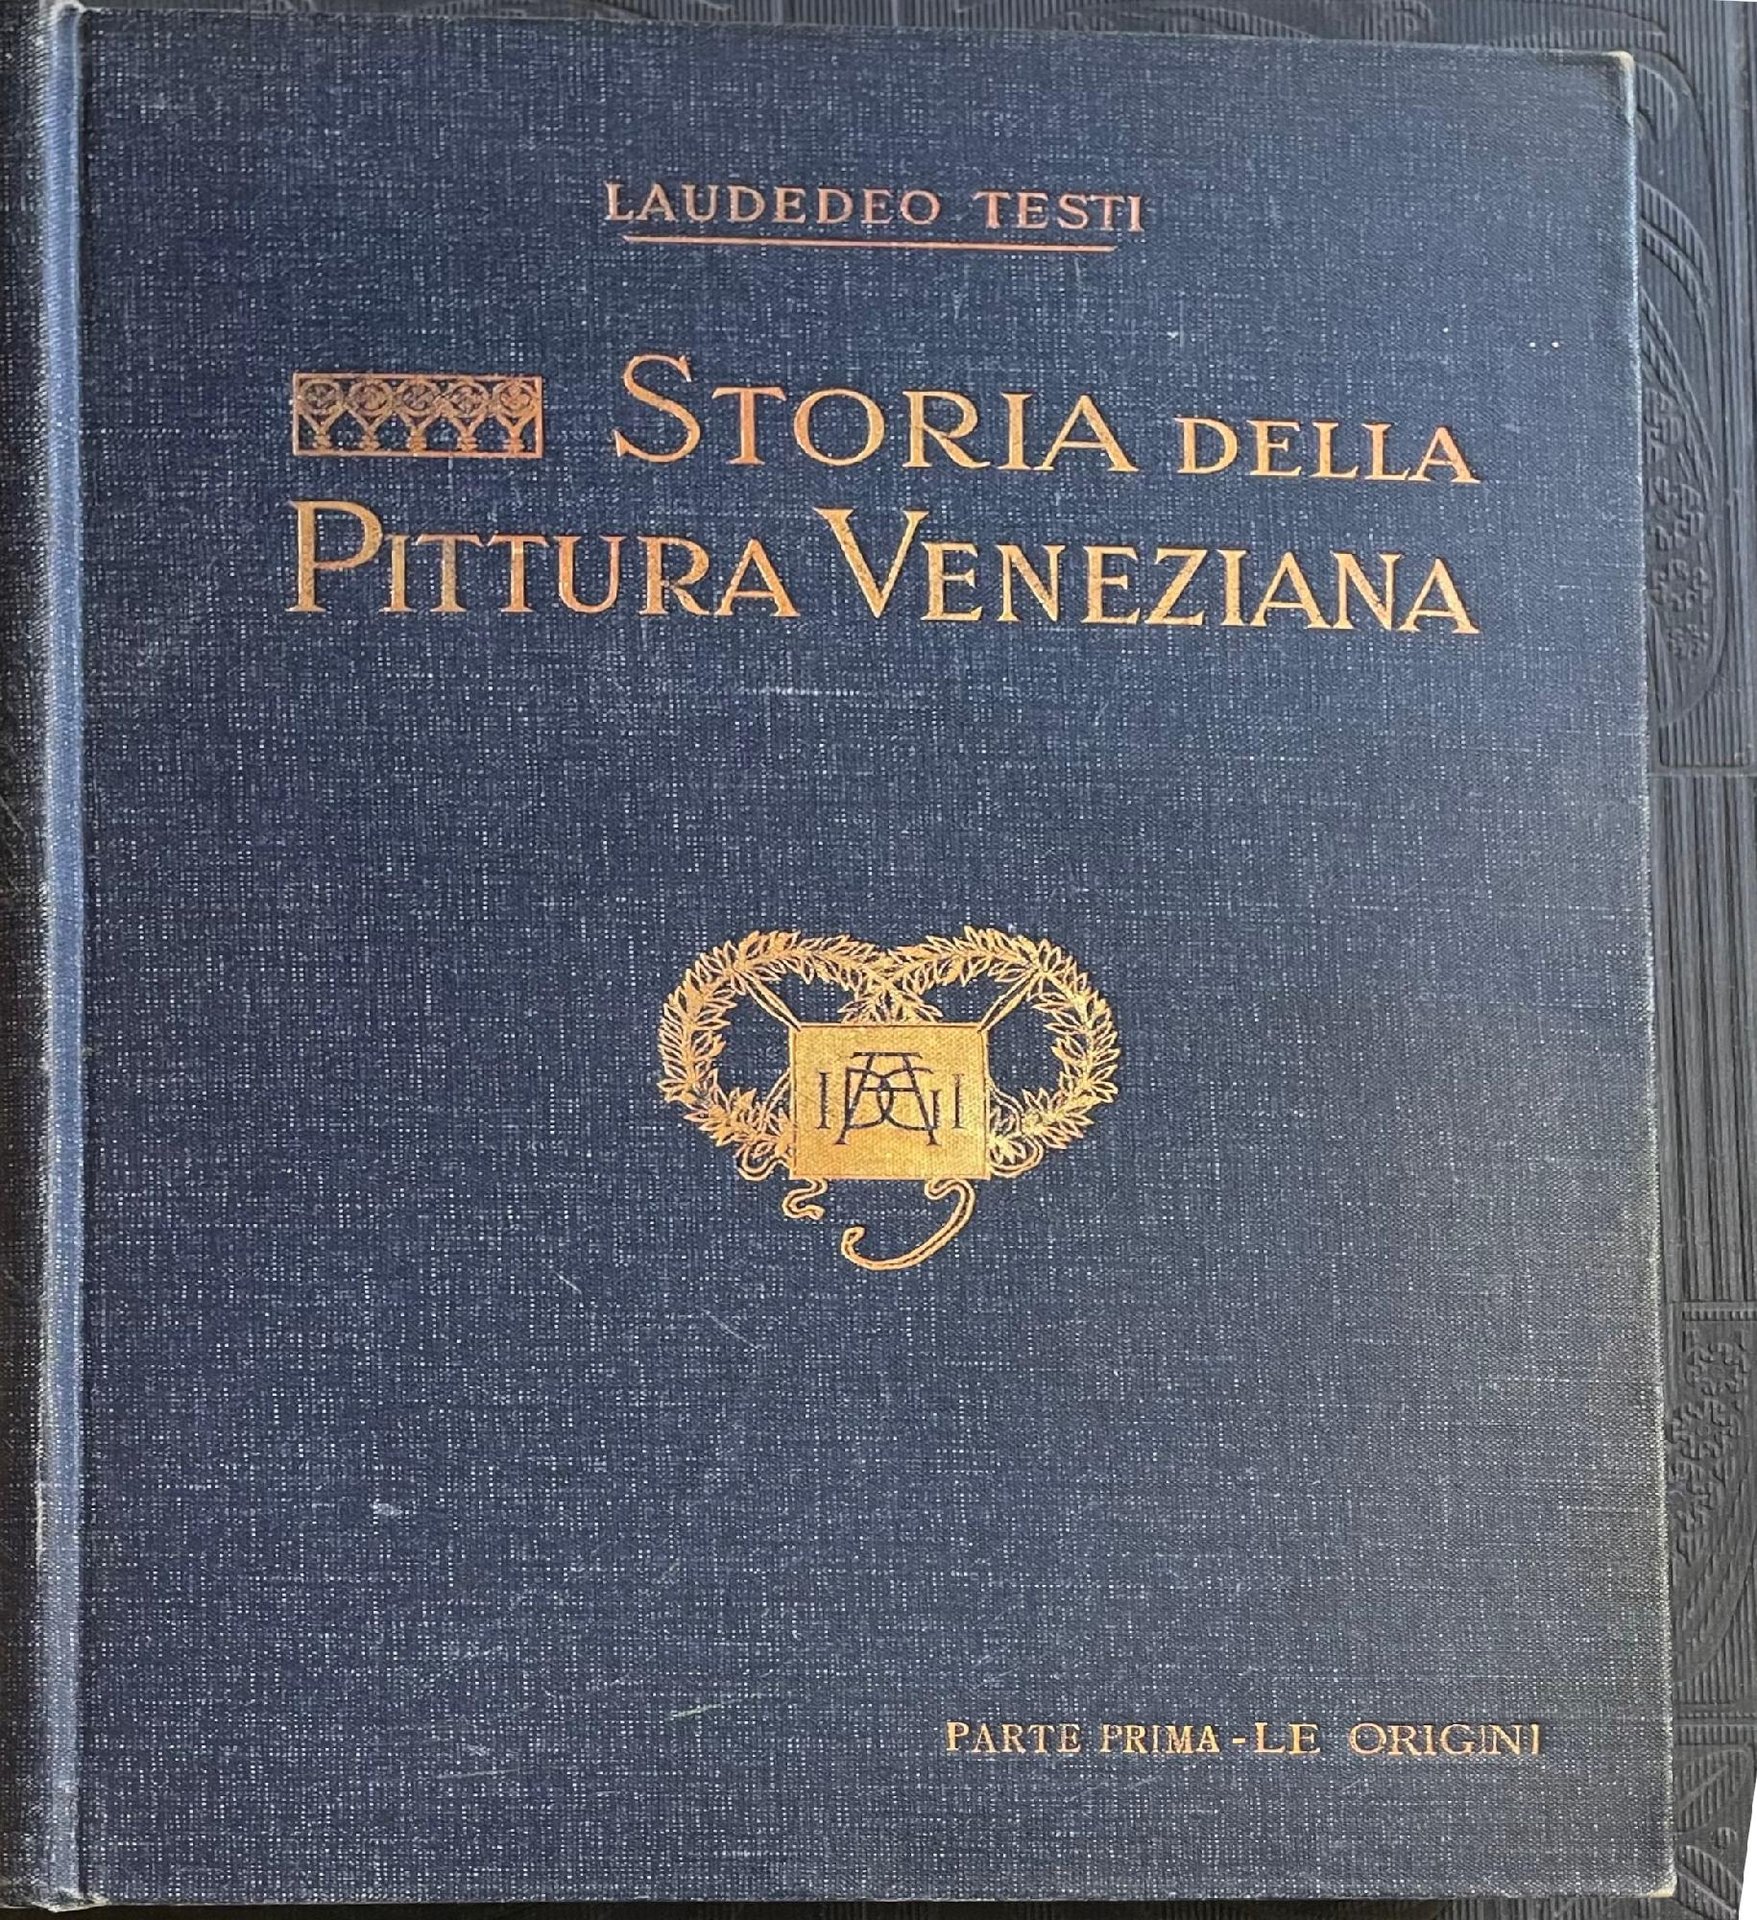 LAUDEDEO TESTI
STORIA DELLA
PITTURA VENEZIANA
PARTE PRIMA - LE ORIGINI